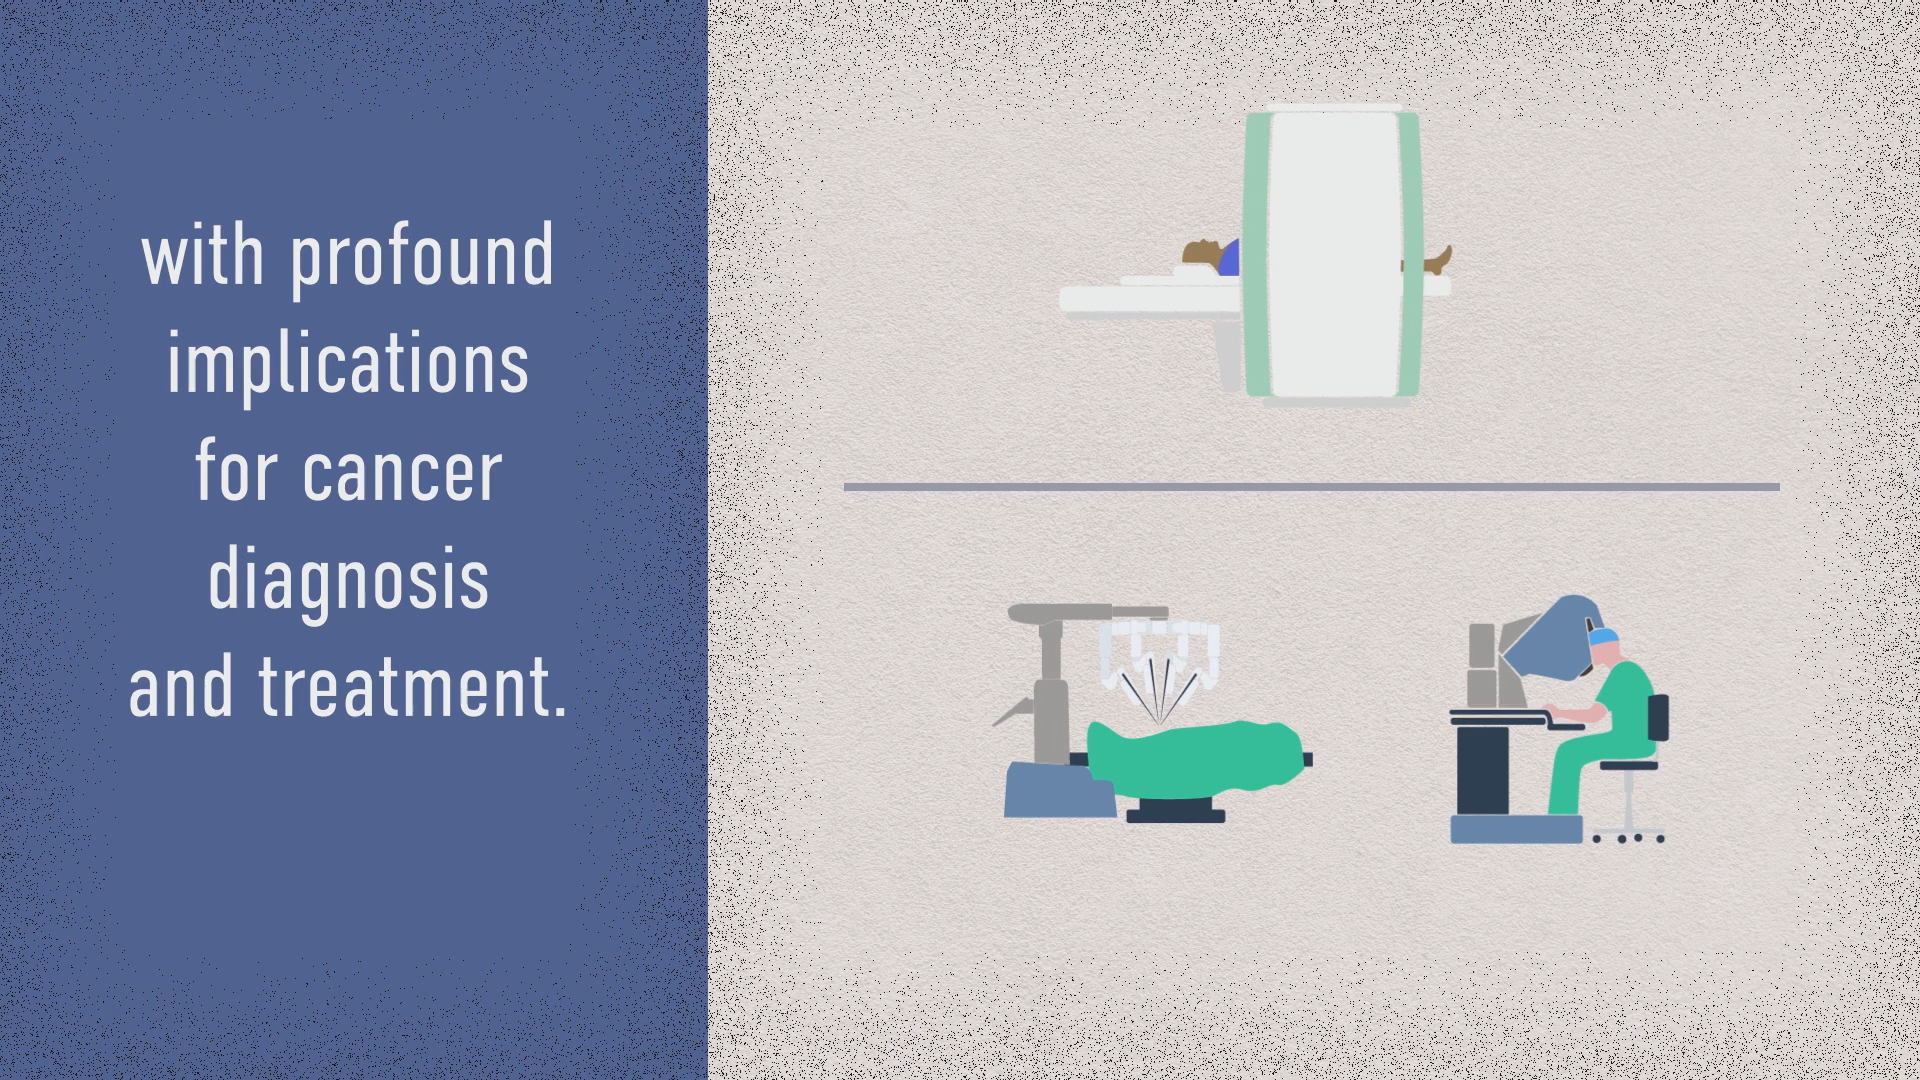 with profound
implications
for cancer
diagnosis
and treatment.